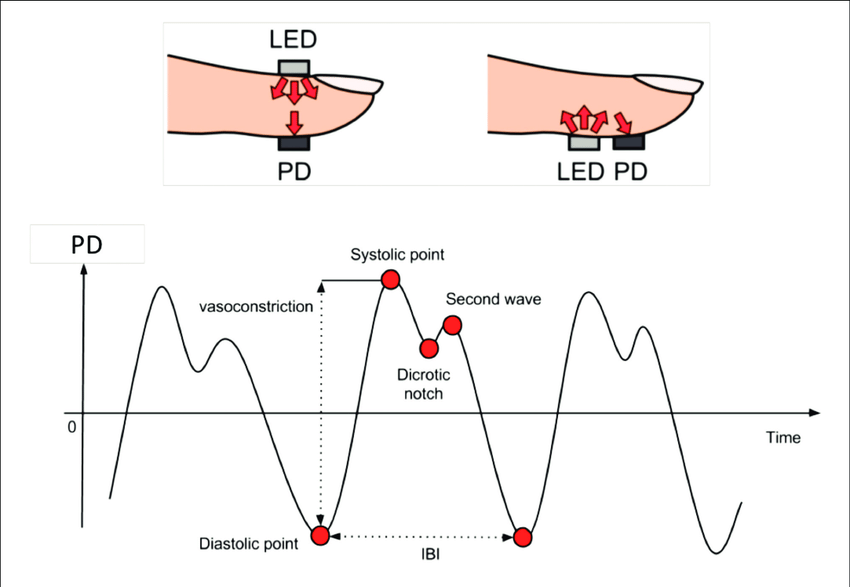 LED
PD
LED PD
PD
Systolic point
vasoconstriction
Second wave
Dicrotic
notch
0
Time
Diastolic point
IBI